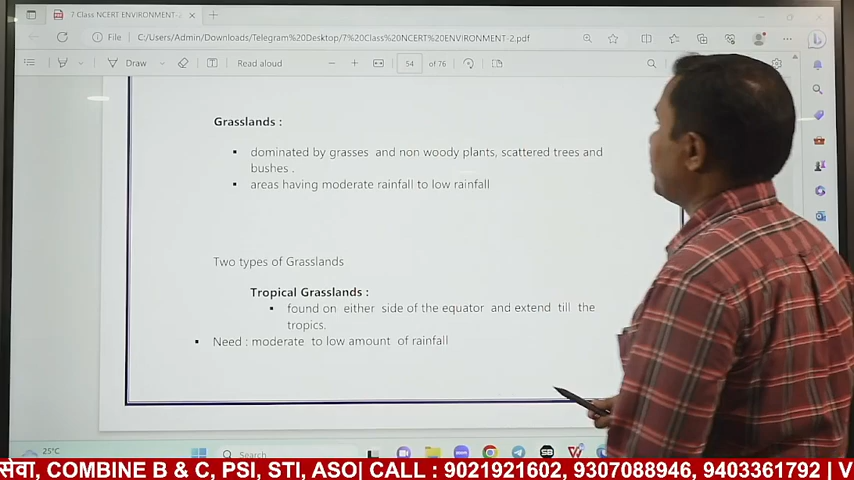 7 Class NCERT ENVIRONMENT-
File
C:/Users/Admin/Downloads/Telegram%20Desktop/7%20Class%20NCERT%20ENVIRONMENT-2.pdf
Draw
Read aloud
54 of 76
Grasslands :
▪ dominated by grasses and non woody plants, scattered trees and
bushes .
▪ areas having moderate rainfall to low rainfall
Two types of Grasslands
Tropical Grasslands :
▪ found on either side of the equator and extend till the
tropics.
▪ Need : moderate to low amount of rainfall
25°C
Search
सेवा, COMBINE B & C, PSI, STI, ASO| CALL : 9021921602, 9307088946, 9403361792 | V